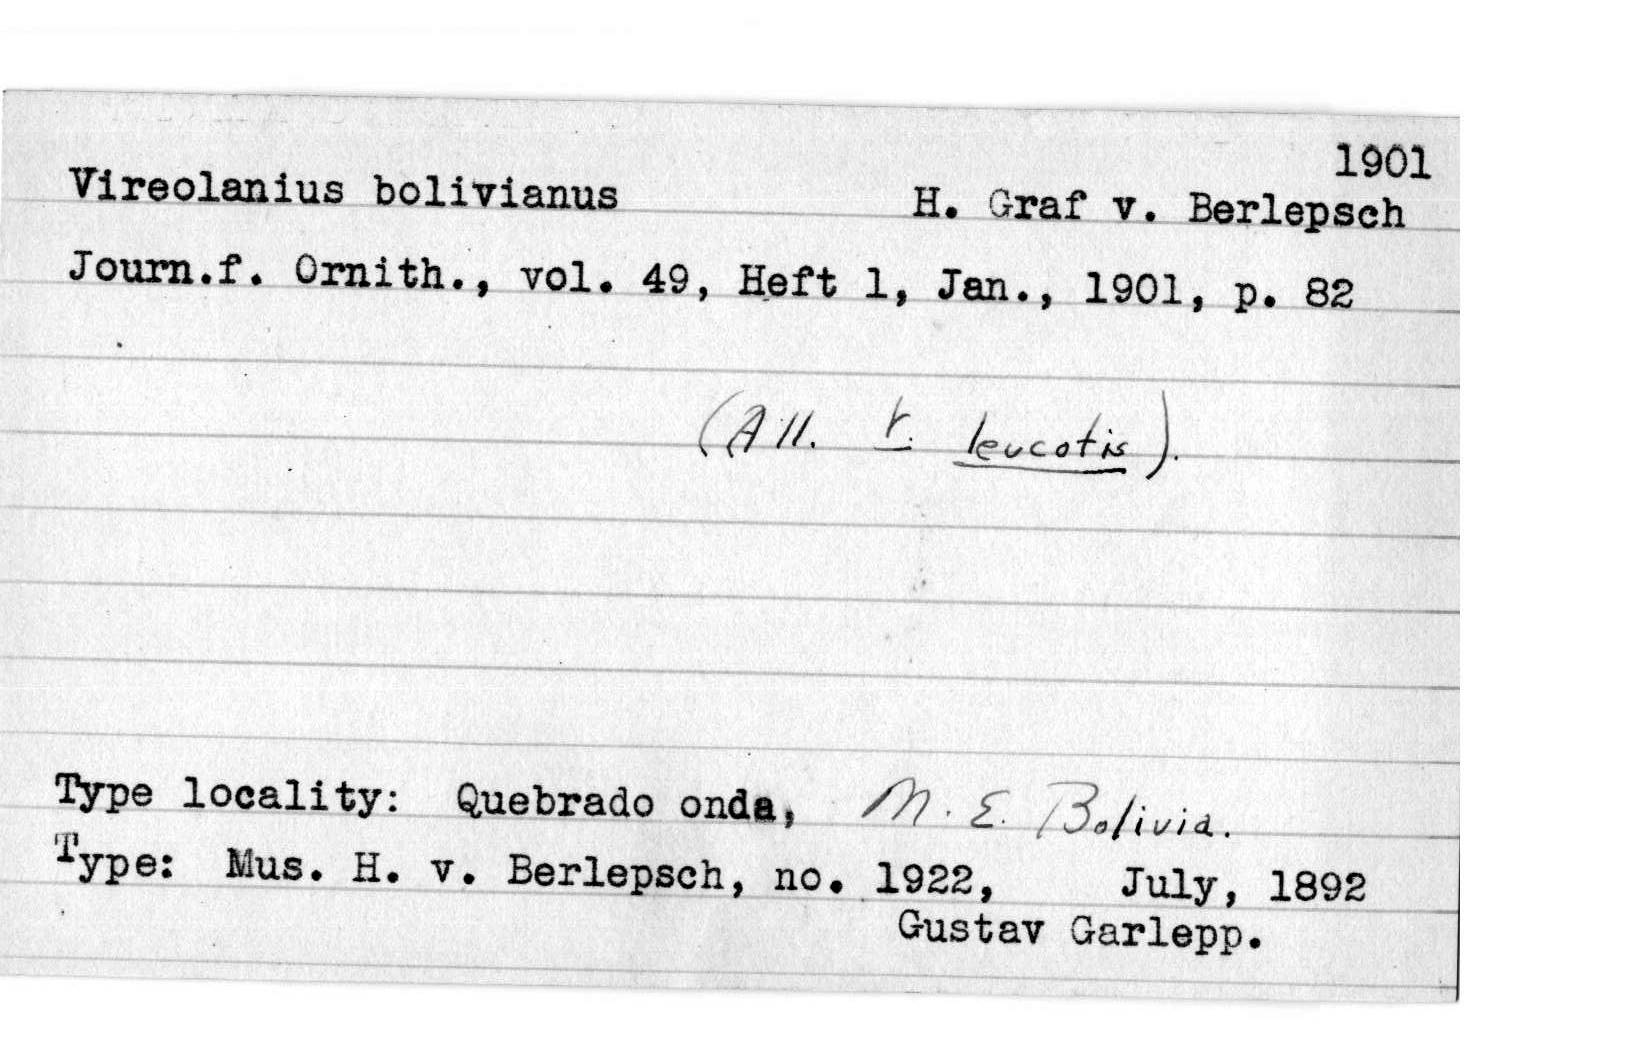 1901
Vireolanius bolivianus H. Graf v. Berlepsch
Journ.f. Ornith., vol. 49, Heft 1, Jan., 1901, p. 82
(All. V. leucotis).
Type locality: Quebrado onda, N. E. Bolivia.
Type: Mus. H. v. Berlepsch, no. 1922, July, 1892
Gustav Garlepp.